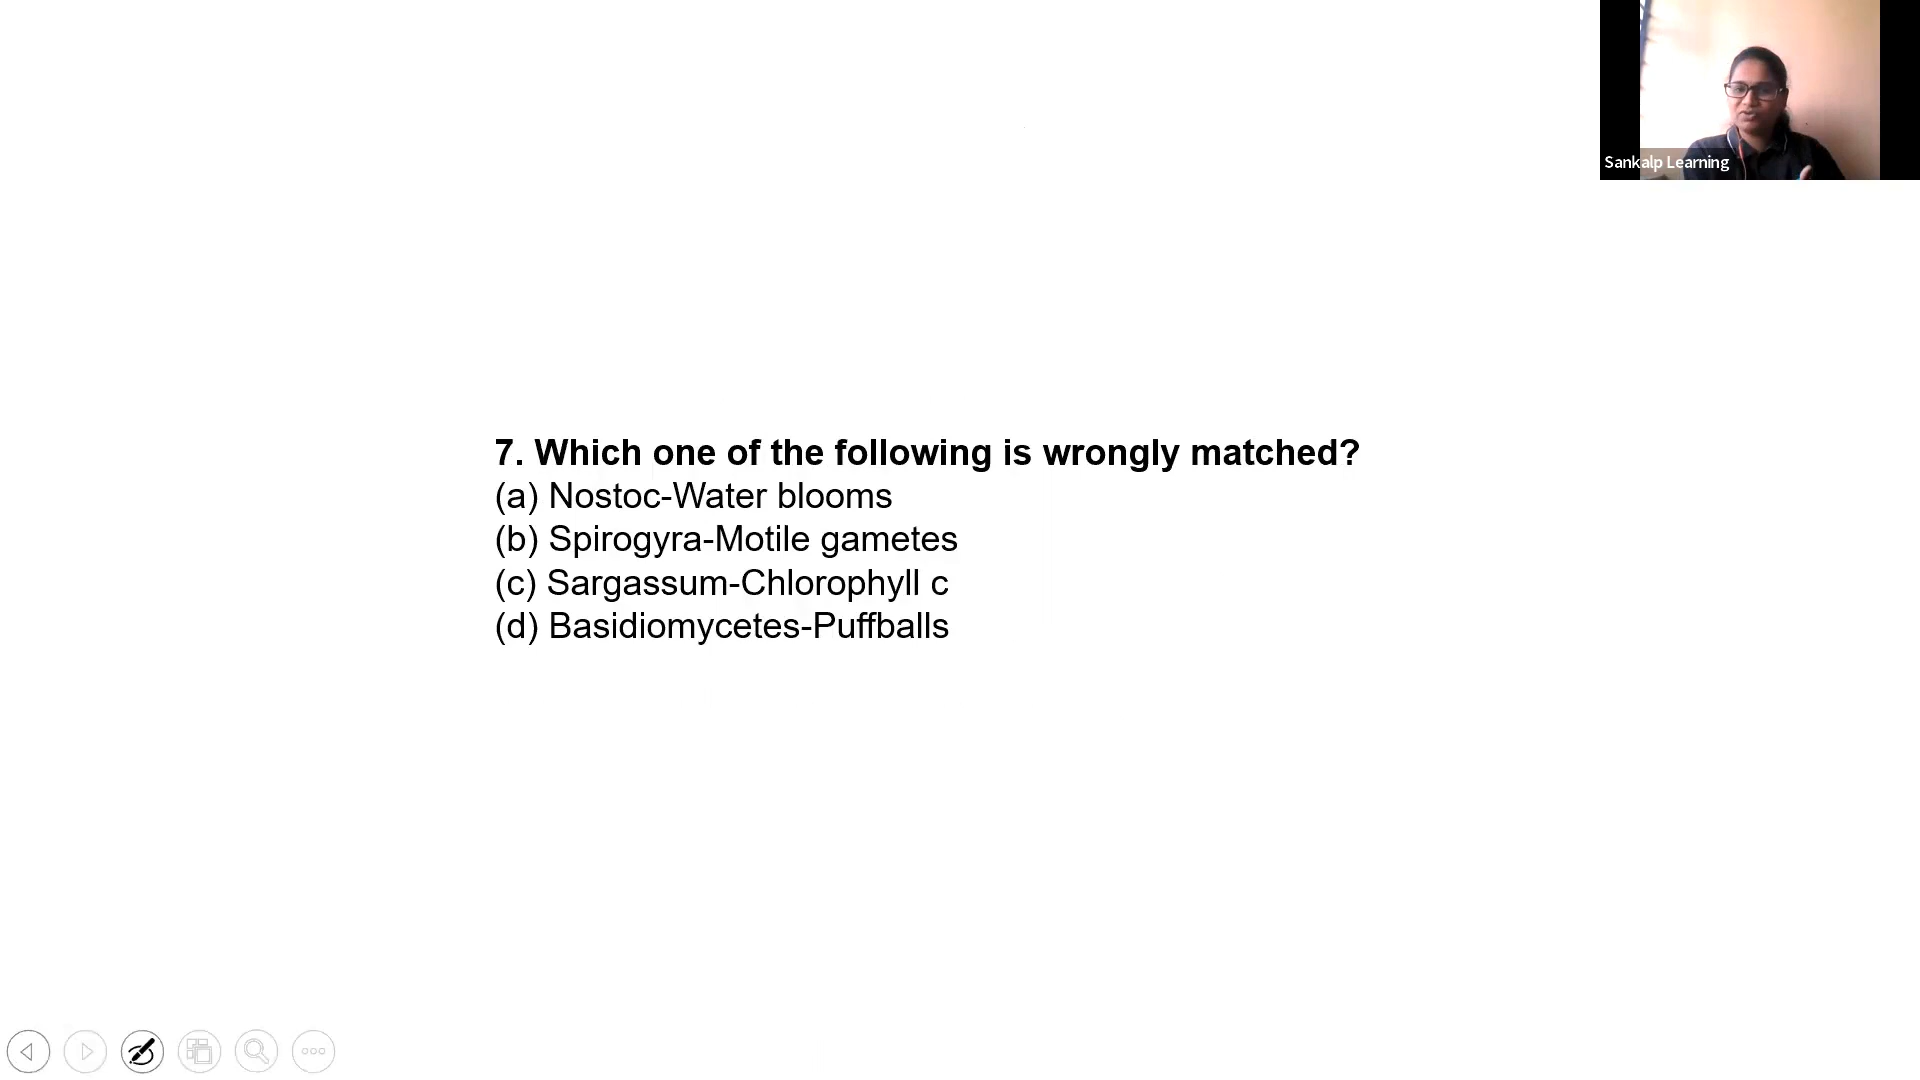 Sankalp Learning
7. Which one of the following is wrongly matched?
(a) Nostoc-Water blooms
(b) Spirogyra-Motile gametes
(c) Sargassum-Chlorophyll c
(d) Basidiomycetes-Puffballs